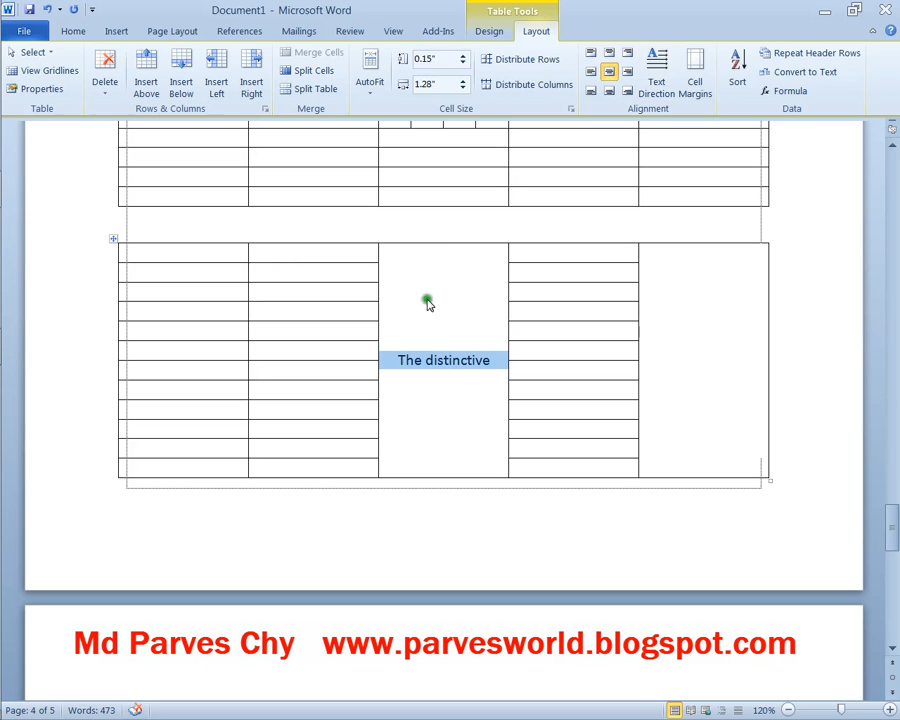 Document1 - Microsoft Word
Table Tools
File Home Insert Page Layout References Mailings Review View Add-Ins Design Layout
Select
View Gridlines
Properties
Table
Delete
Insert Above
Insert Below
Insert Left
Insert Right
Rows & Columns
Merge Cells
Split Cells
Split Table
Merge
AutoFit
0.15"
1.28"
Distribute Rows
Distribute Columns
Cell Size
Text Direction
Cell Margins
Alignment
Sort
Repeat Header Rows
Convert to Text
Formula
Data
The distinctive
Md Parves Chy www.parvesworld.blogspot.com
Page: 4 of 5 Words: 473 120%